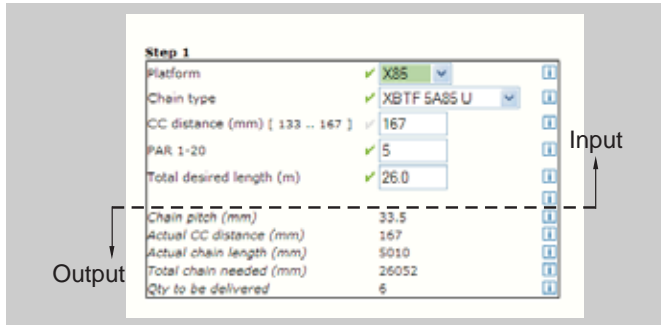 Step 1
Platform X85
Chain type XBTF 5A85 U
CC distance (mm) [ 133 .. 167 ] 167
PAR 1-20 5
Total desired length (m) 26.0
Input
Chain pitch (mm) 33.5
Actual CC distance (mm) 167
Actual chain length (mm) 5010
Output
Total chain needed (mm) 26052
Qty to be delivered 6